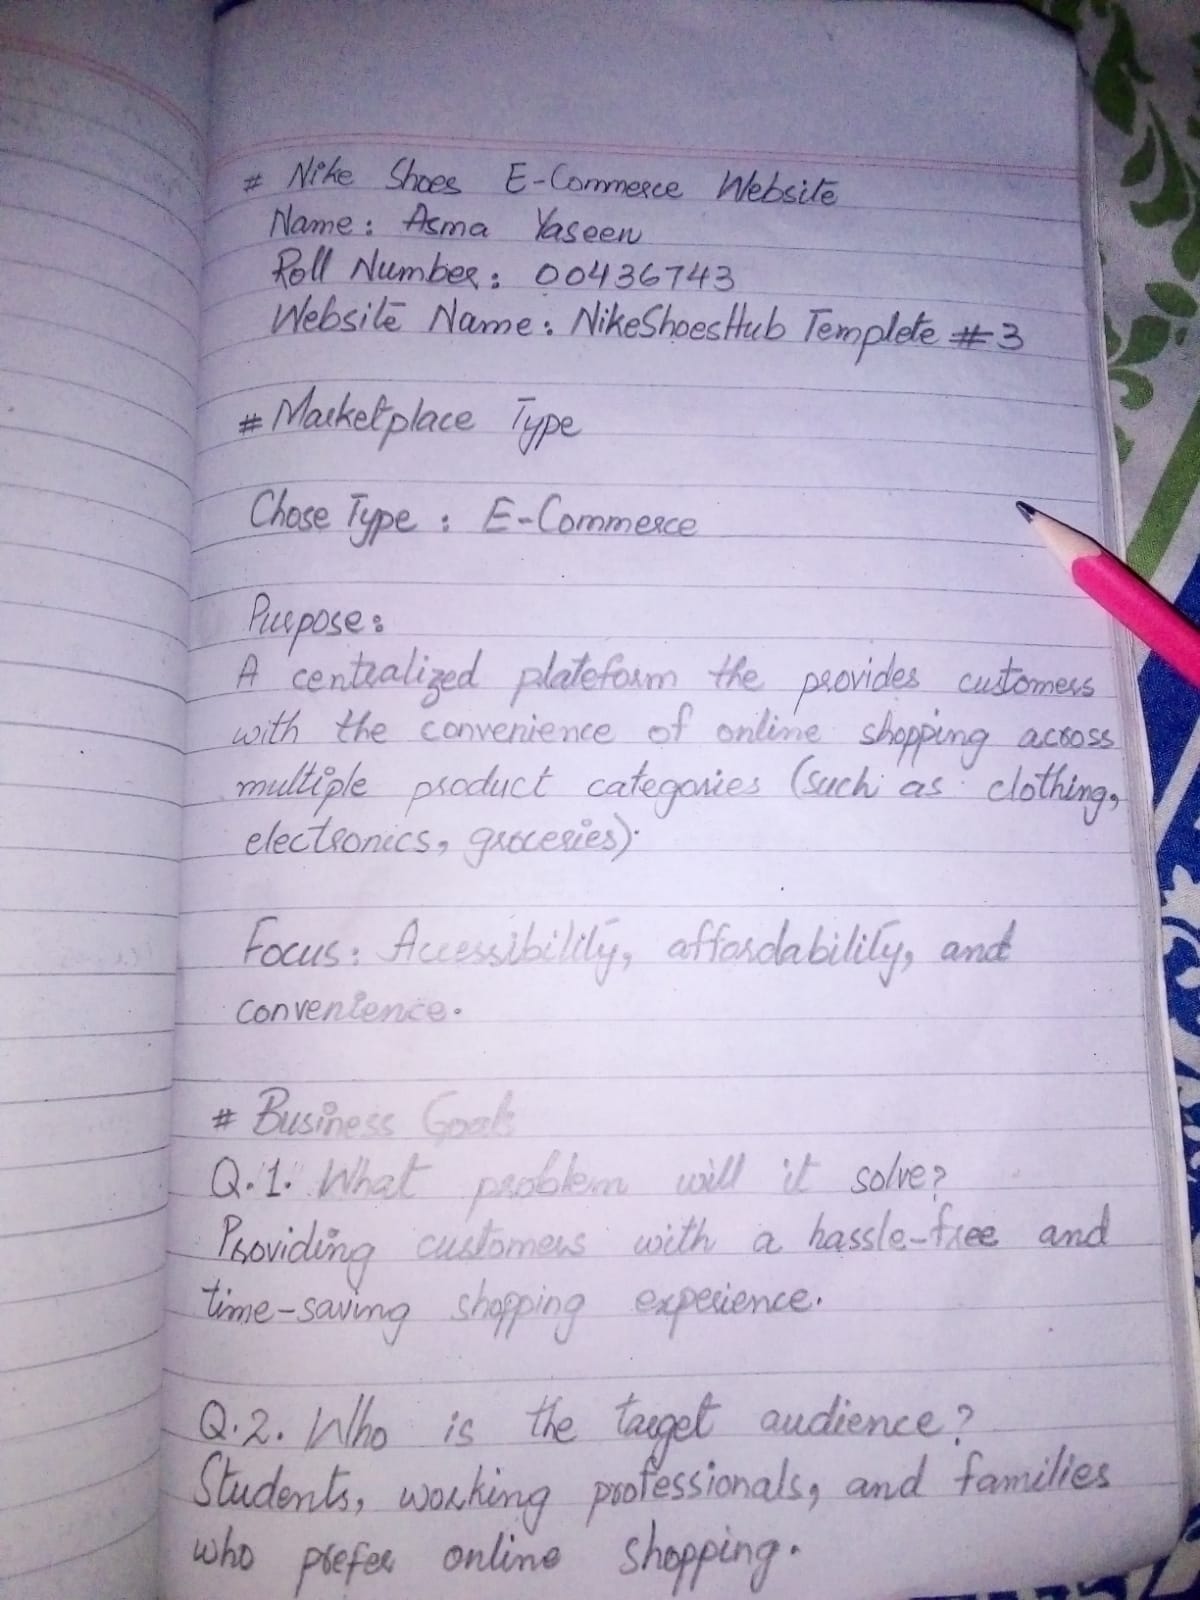 # Nike Shoes E-Commerce Website
Name: Asma Yaseen
Roll Number: 00436743
Website Name: NikeShoesHub Templete #3
# Marketplace Type
Chose Type: E-Commerce
Purpose:
A centralized plateform the provides customers
with the convenience of online shopping across
multiple product categories (such as clothing,
electronics, groceries).
Focus: Accessibility, affordability, and
convenience.
# Business Goals
Q.1. What problem will it solve?
Providing customers with a hassle-free and
time-saving shopping experience.
Q.2. Who is the target audience?
Students, working professionals, and families
who prefer online shopping.